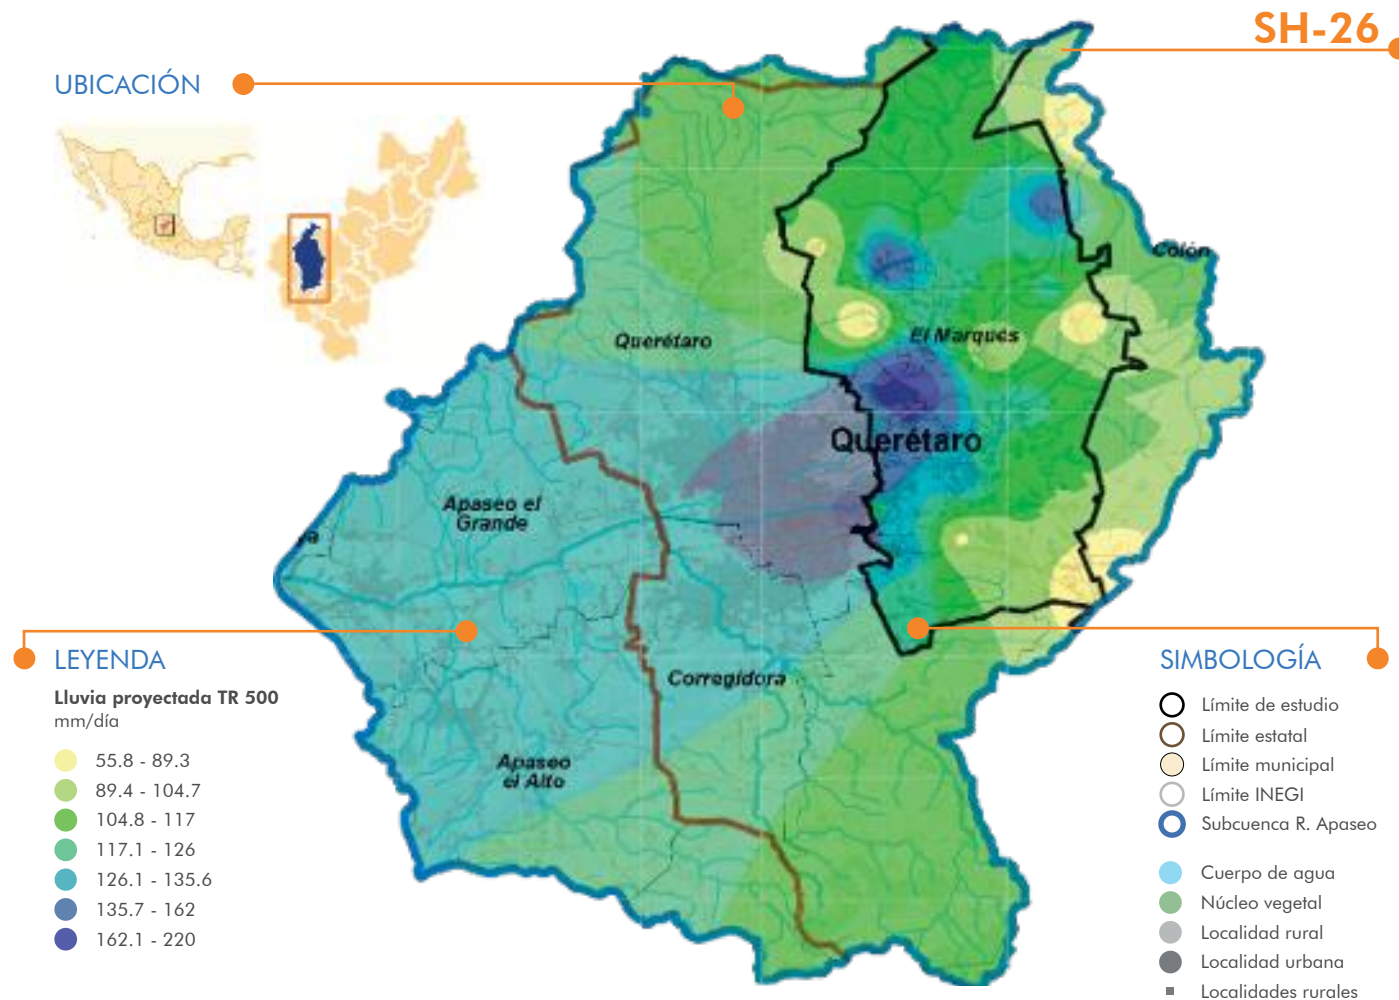 SH-26
UBICACIÓN
Colón
Querétaro
El Marqués
Querétaro
Apaseo el
Grande
ya
Corregidora
Apaseo
el Alto
LEYENDA
Lluvia proyectada TR 500
mm/día
55.8 - 89.3
89.4 - 104.7
104.8 - 117
117.1 - 126
126.1 - 135.6
135.7 - 162
162.1 - 220
SIMBOLOGÍA
Límite de estudio
Límite estatal
Límite municipal
Límite INEGI
Subcuenca R. Apaseo
Cuerpo de agua
Núcleo vegetal
Localidad rural
Localidad urbana
Localidades rurales